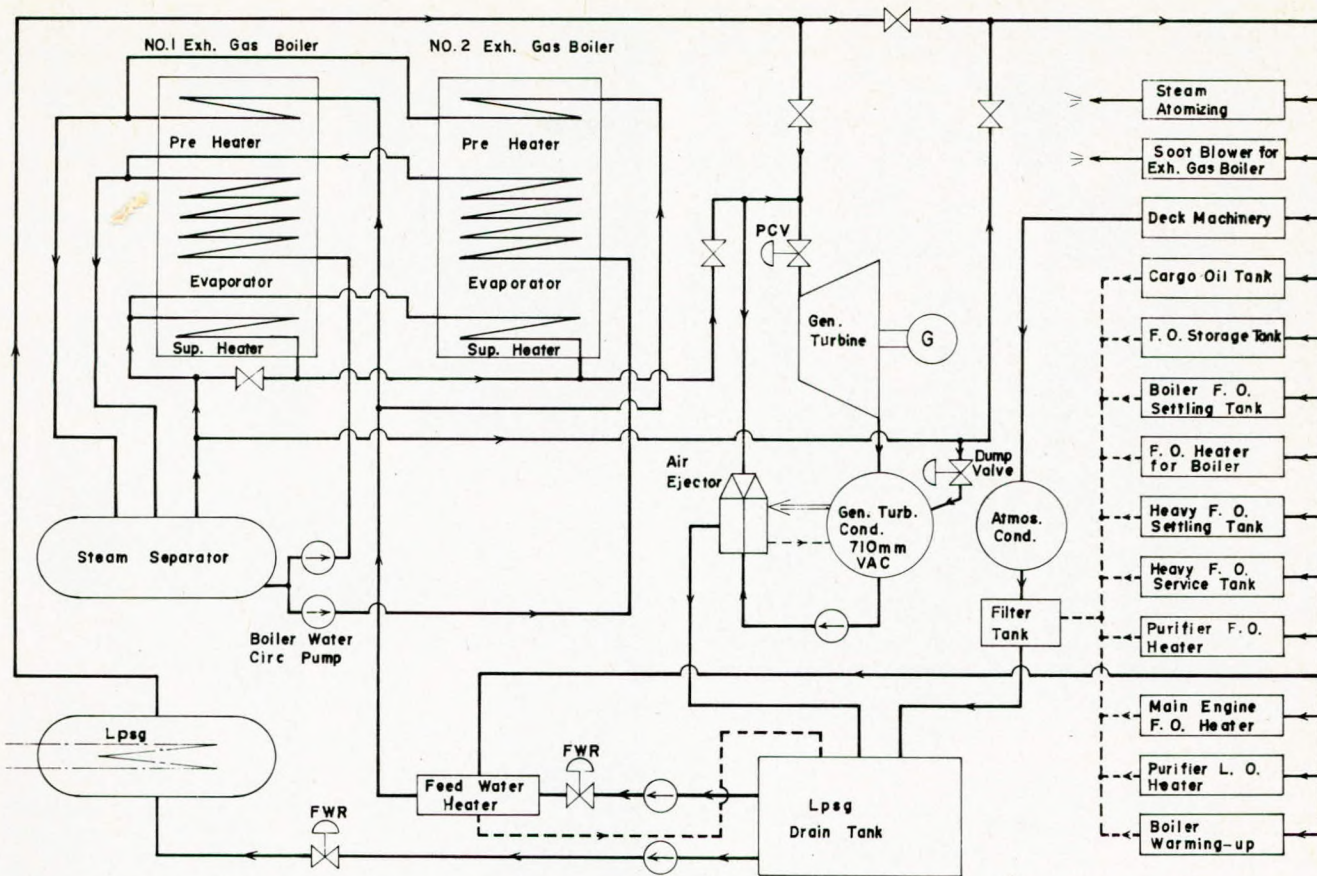 NO.1 Exh. Gas Boiler
NO.2 Exh. Gas Boiler
Pre Heater
Pre Heater
Evaporator
Evaporator
Sup. Heater
Sup. Heater
PCV
Gen.
Turbine
G
Steam
Atomizing
Soot Blower for
Exh. Gas Boiler
Deck Machinery
Cargo Oil Tank
F.O. Storage Tank
Boiler F.O.
Settling Tank
F.O. Heater
for Boiler
Heavy F.O.
Settling Tank
Heavy F.O.
Service Tank
Purifier F.O.
Heater
Main Engine
F.O. Heater
Purifier L.O.
Heater
Boiler
Warming-up
Air
Ejector
Dump
Valve
Gen. Turb.
Cond.
710mm
VAC
Atmos.
Cond.
Filter
Tank
Steam Separator
Boiler Water
Circ Pump
Lpsg
Feed Water
Heater
FWR
FWR
Lpsg
Drain Tank